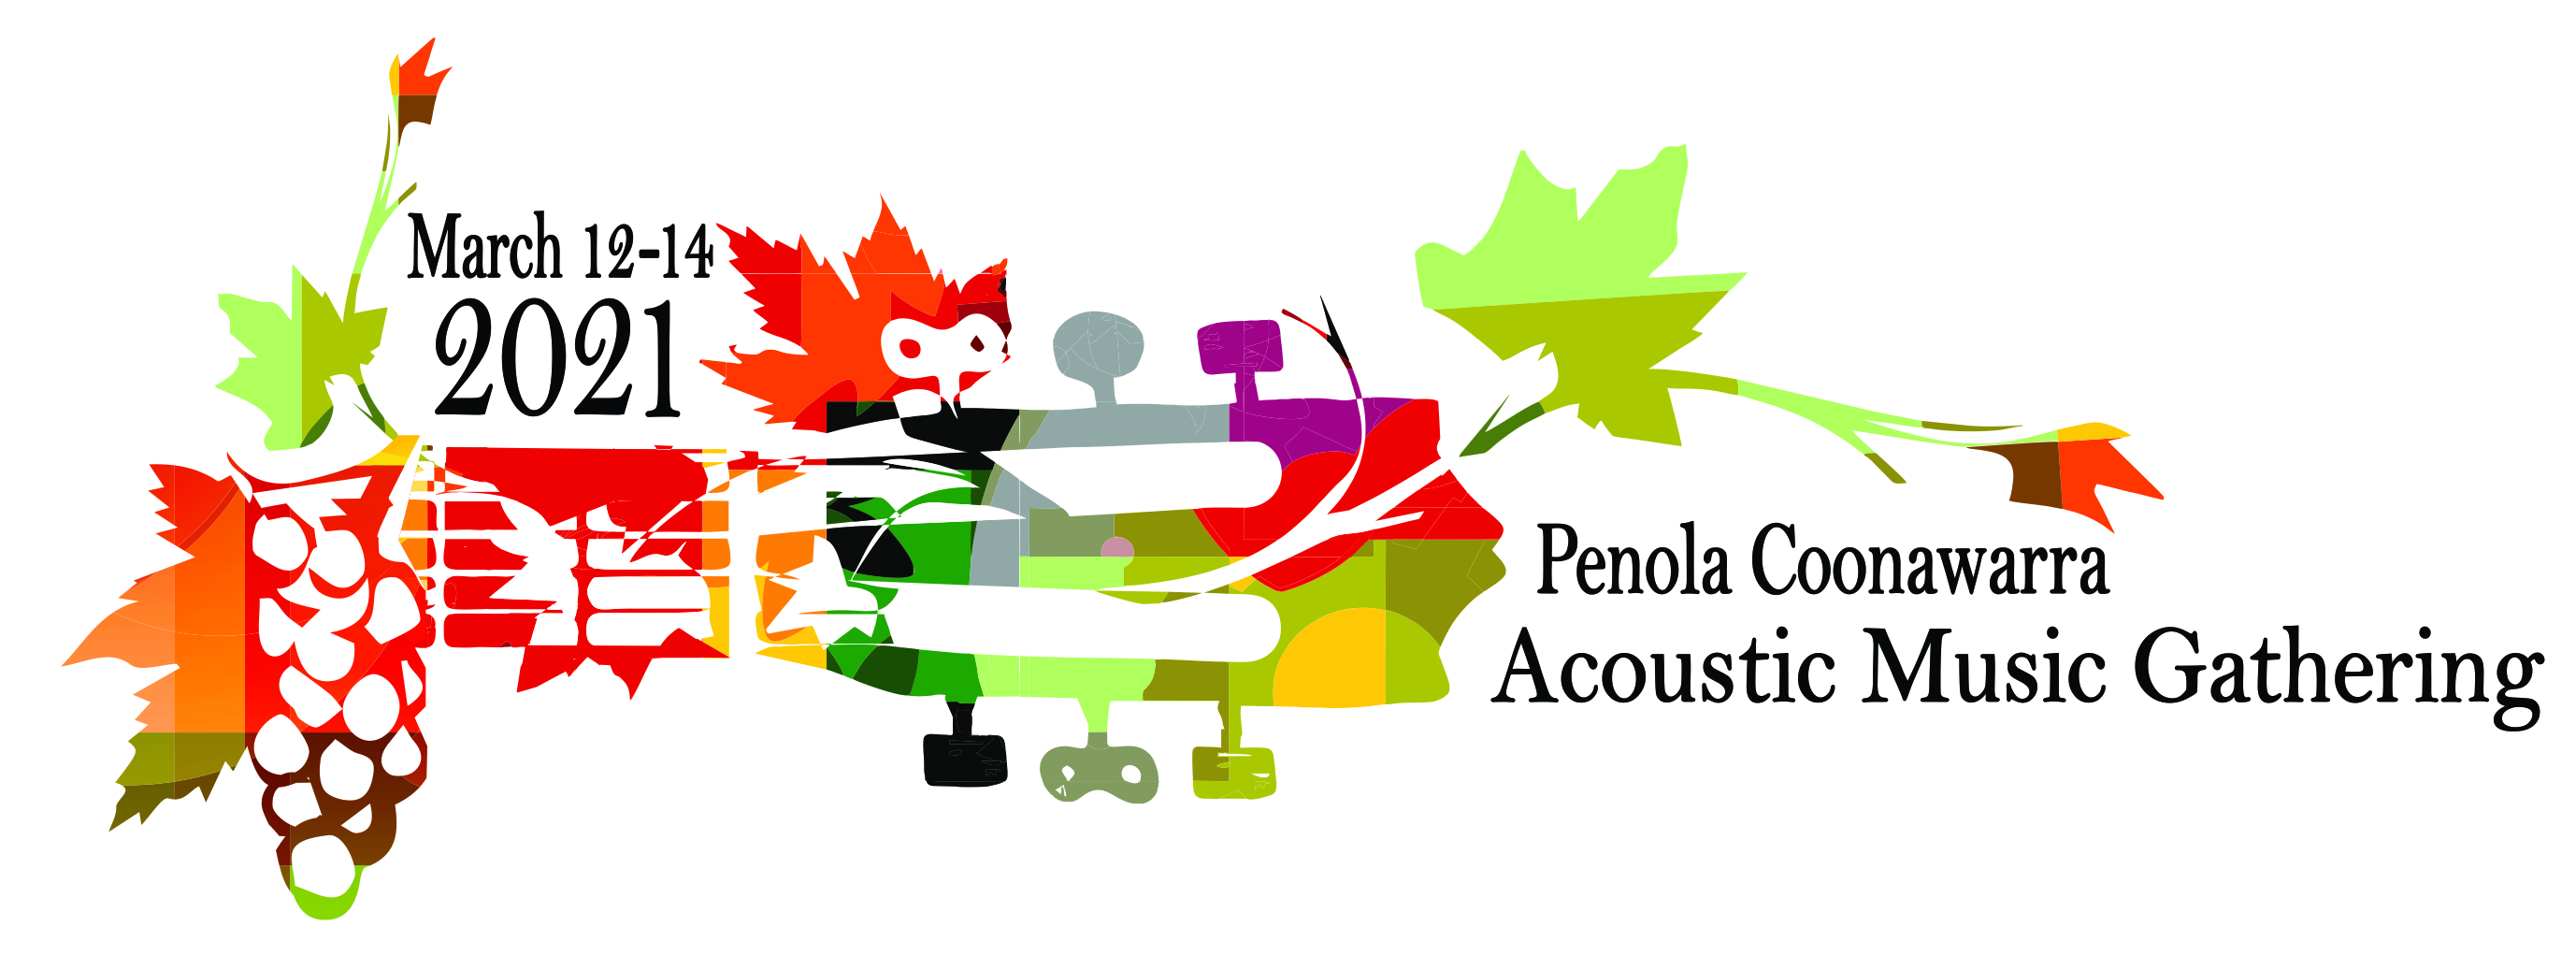 March 12-14
2021
Penola Coonawarra
Acoustic Music Gathering